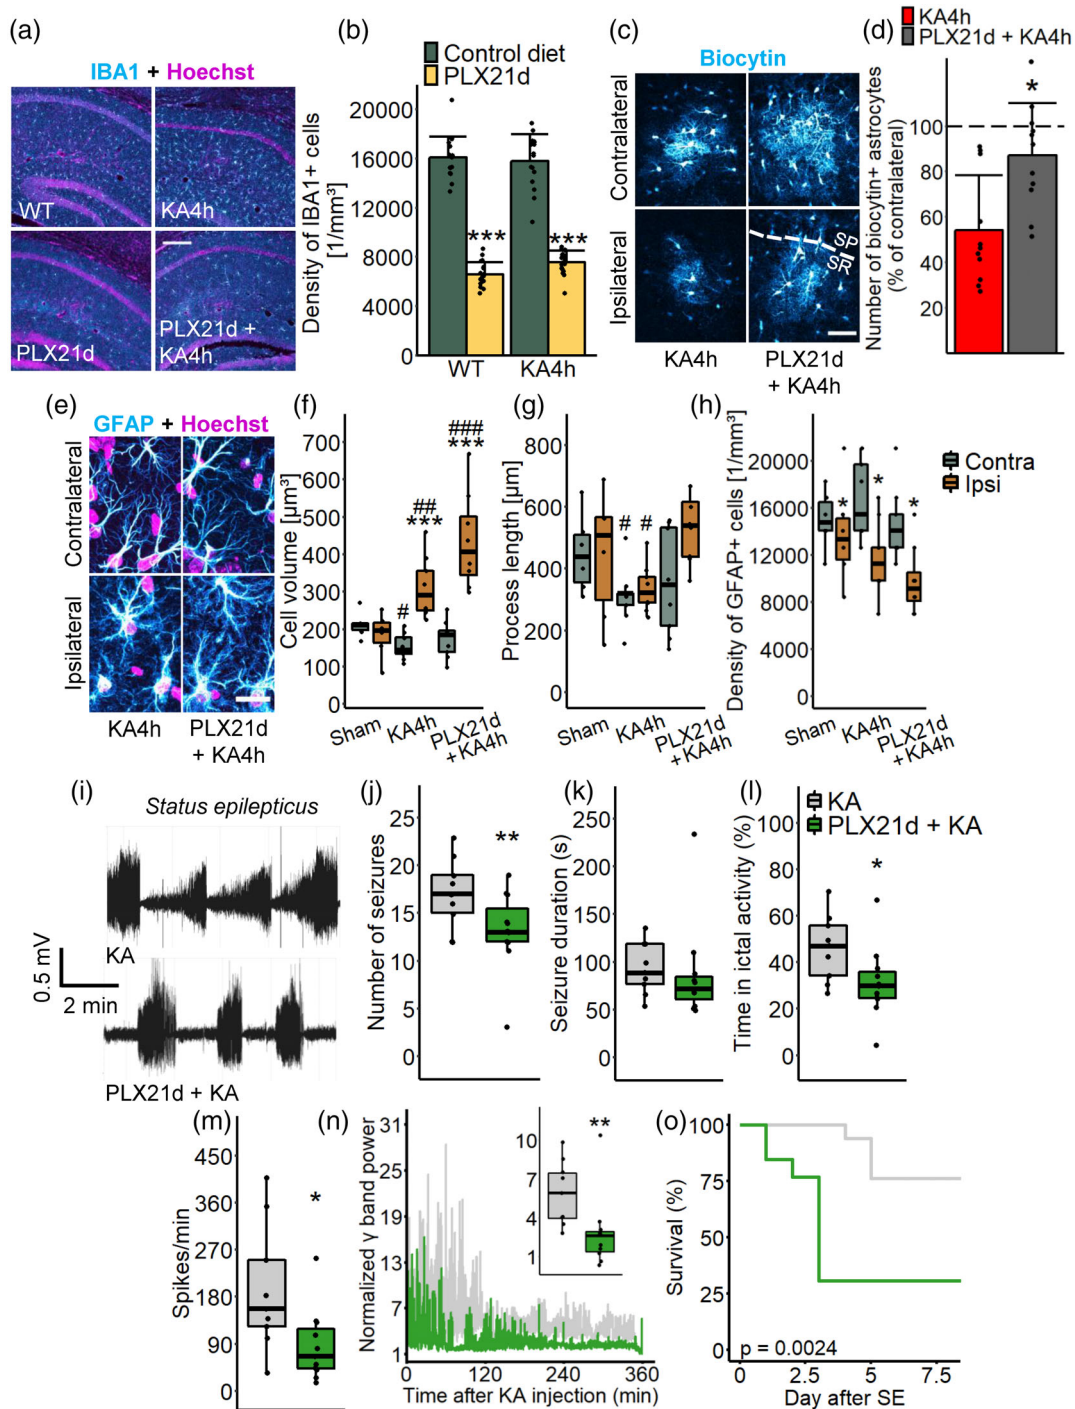 (a)
IBA1 + Hoechst
WT
KA4h
PLX21d
PLX21d +
KA4h
(b)
Control diet
PLX21d
Density of IBA1+ cells
[1/mm³]
20000
16000
12000
8000
4000
0
***
***
WT
KA4h
(c)
Biocytin
Contralateral
Ipsilateral
SP
SR
KA4h
PLX21d
+ KA4h
(d)
KA4h
PLX21d + KA4h
Number of biocytin+ astrocytes
(% of contralateral)
100
80
60
40
20
*
(e)
GFAP + Hoechst
Contralateral
Ipsilateral
KA4h
PLX21d
+ KA4h
(f)
Cell volume [µm³]
700
600
500
400
300
200
100
0
#
##
***
###
***
Sham
KA4h
PLX21d
+KA4h
(g)
Process length [µm]
800
600
400
200
0
#
#
Sham
KA4h
PLX21d
+KA4h
(h)
Density of GFAP+ cells [1/mm³]
20000
16000
12000
8000
4000
0
*
*
*
Sham
KA4h
PLX21d
+KA4h
Contra
Ipsi
(i)
Status epilepticus
KA
0.5 mV
2 min
PLX21d + KA
(j)
Number of seizures
25
20
15
10
5
0
**
(k)
Seizure duration (s)
250
200
150
100
50
0
(l)
KA
PLX21d + KA
Time in ictal activity (%)
100
80
60
40
20
0
*
(m)
Spikes/min
450
360
270
180
90
0
*
(n)
Normalized γ band power
31
25
19
13
7
1
10
7
4
1
**
120
240
360
Time after KA injection (min)
(o)
Survival (%)
100
75
50
25
0
p = 0.0024
0
2.5
5
7.5
Day after SE